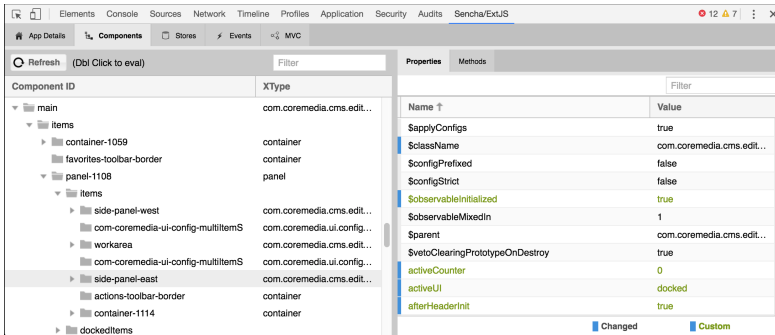 Elements Console Sources Network Timeline Profiles Application Security Audits Sencha/ExtJS 12 7
App Details Components Stores Events MVC
Refresh (Dbl Click to eval) Filter
Component ID XType
main com.coremedia.cms.edit...
items
container-1059 container
favorites-toolbar-border container
panel-1108 panel
items
side-panel-west com.coremedia.cms.edit...
com-coremedia-ui-config-multiItemS com.coremedia.ui.config...
workarea com.coremedia.cms.edit...
com-coremedia-ui-config-multiItemS com.coremedia.ui.config...
side-panel-east com.coremedia.cms.edit...
actions-toolbar-border container
container-1114 container
dockedItems
Properties Methods
Filter
Name Value
$applyConfigs true
$className com.coremedia.cms.edit...
$configPrefixed false
$configStrict false
$observableInitialized true
$observableMixedIn 1
$parent com.coremedia.cms.edit...
$vetoClearingPrototypeOnDestroy true
activeCounter 0
activeUI docked
afterHeaderInit true
Changed Custom